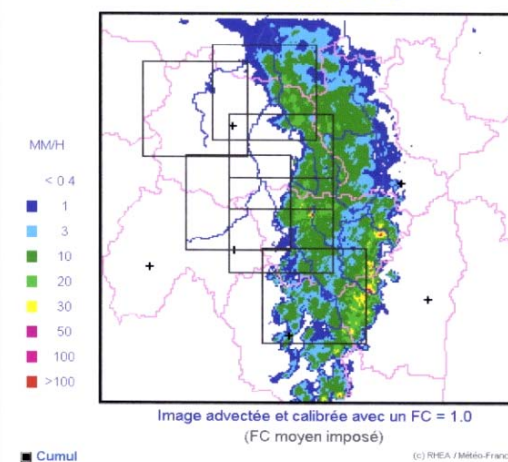 MM/H
< 0.4
1
3
10
20
30
50
100
>100
Image advectée et calibrée avec un FC = 1.0
(FC moyen imposé)
Cumul
(c) RHEA / Météo-Franc